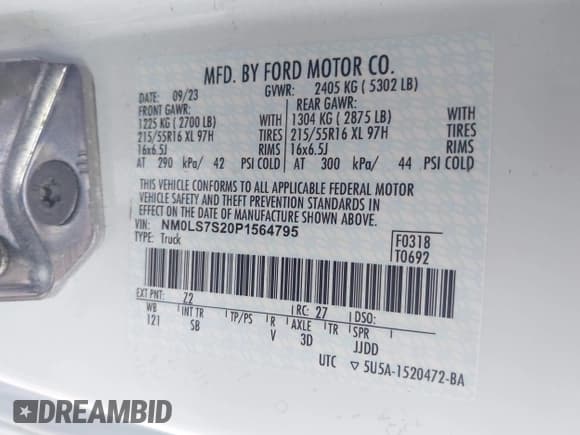 MFD. BY FORD MOTOR CO.
DATE: 09/23 GVWR: 2405 KG ( 5302 LB)
FRONT GAWR: REAR GAWR:
1225 KG ( 2700 LB) WITH 1304 KG ( 2875 LB) WITH
215/55R16 XL 97H TIRES 215/55R16 XL 97H TIRES
16x6.5J RIMS 16x6.5J RIMS
AT 290 kPa/ 42 PSI COLD AT 300 kPa/ 44 PSI COLD
THIS VEHICLE CONFORMS TO ALL APPLICABLE FEDERAL MOTOR
VEHICLE SAFETY AND THEFT PREVENTION STANDARDS IN
EFFECT ON THE DATE OF MANUFACTURE SHOWN ABOVE.
VIN: NM0LS7S20P1564795
TYPE: Truck
F0318
T0692
EXT PNT: Z2 RC: 27 DSO:
WB INT TR TP/PS R AXLE TR SPR
121 SB V 3D JJDD
UTC ▽ 5U5A-1520472-BA
DREAMBID